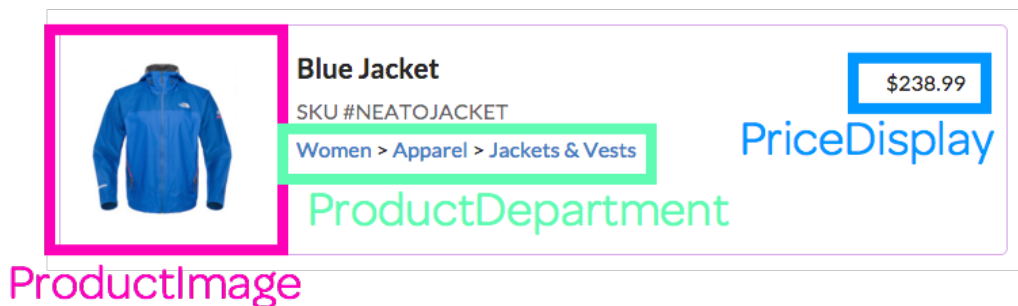 Blue Jacket
$238.99
SKU #NEATOJACKET
PriceDisplay
Women > Apparel > Jackets & Vests
ProductDepartment
ProductImage